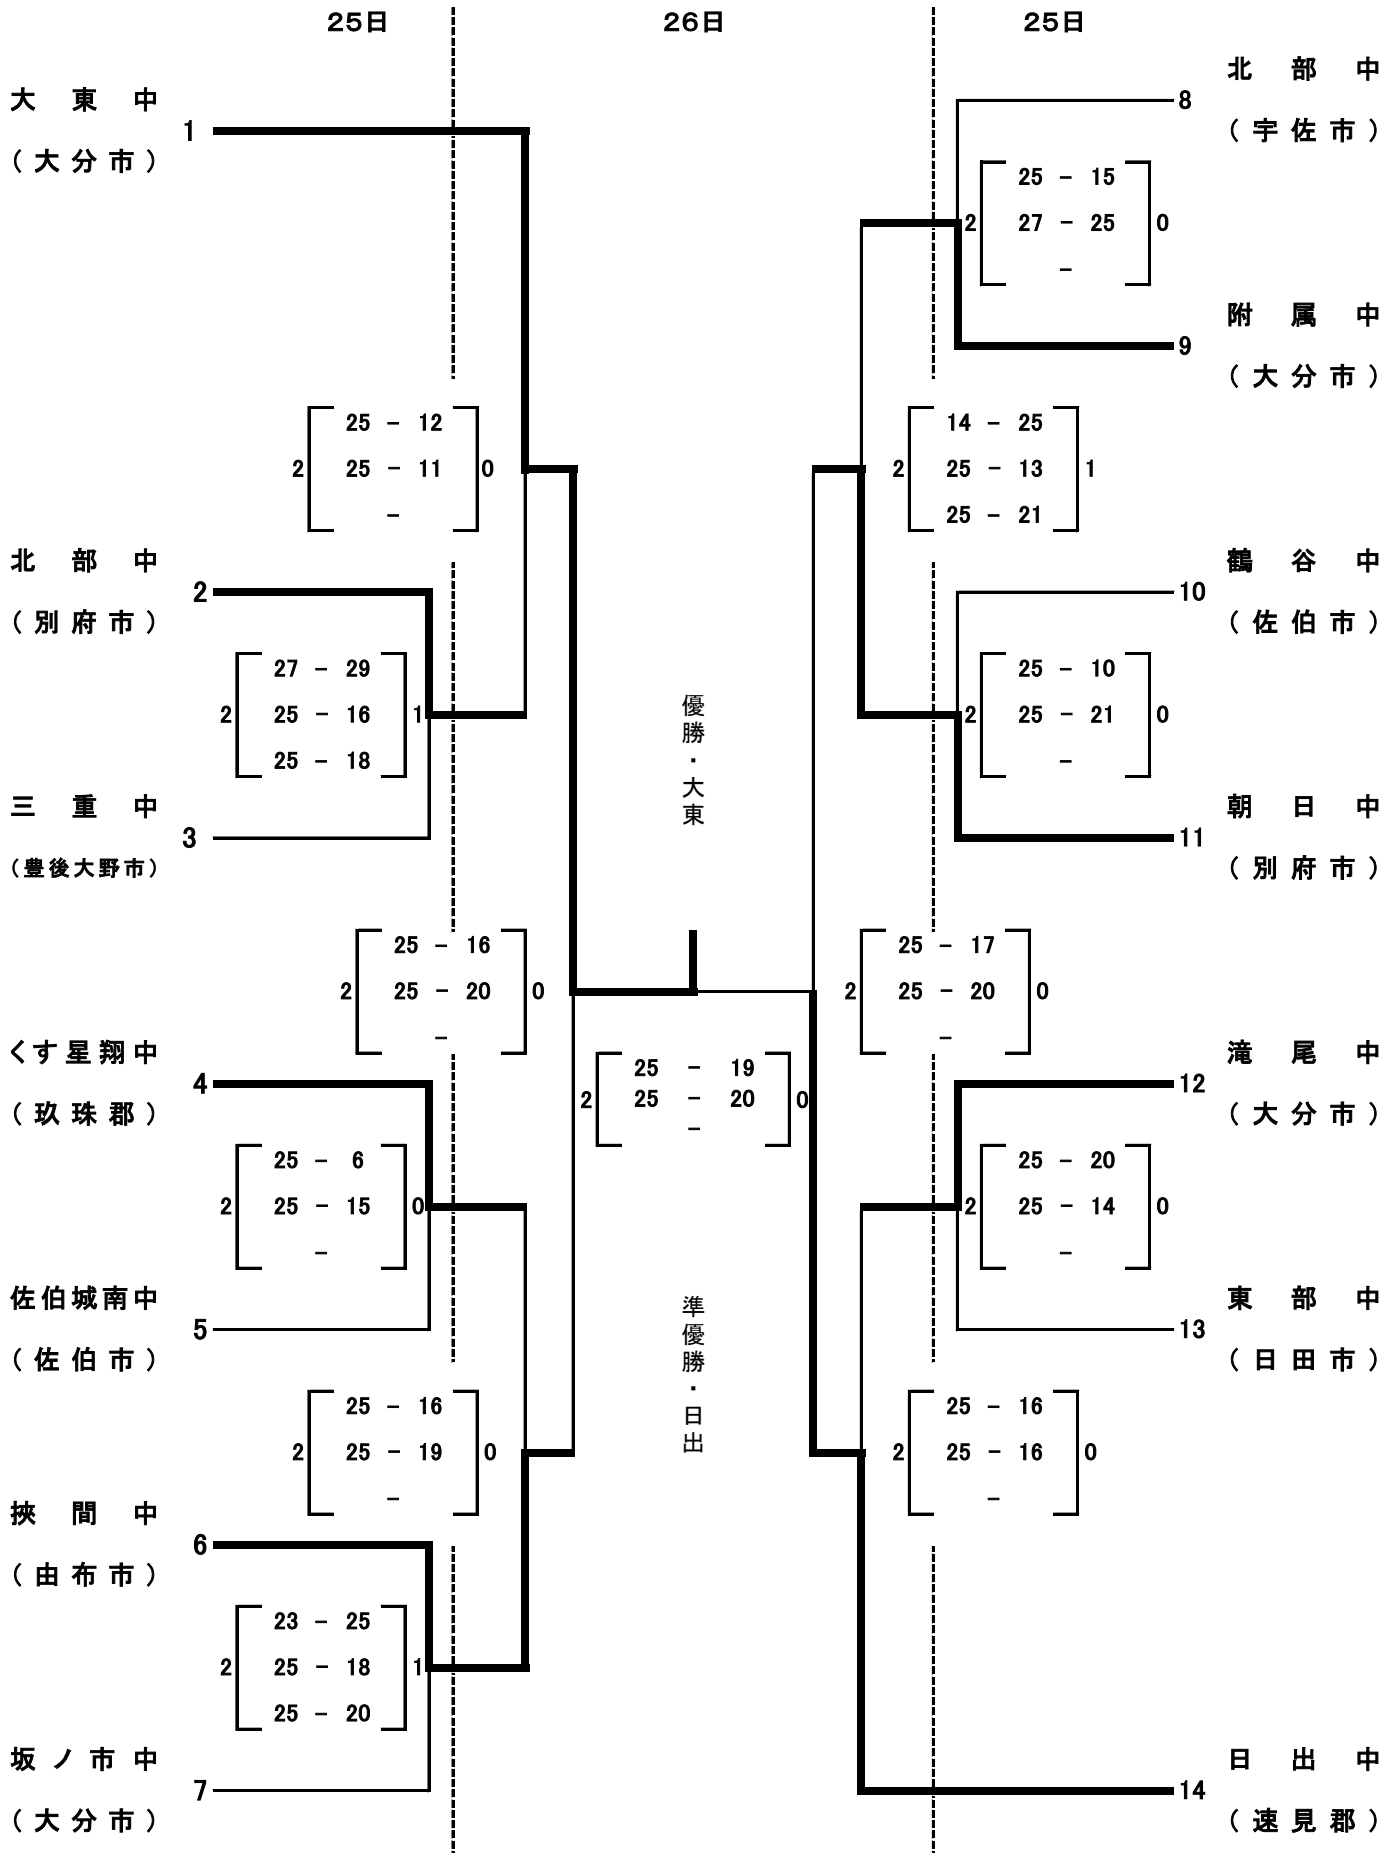 25日 26日 25日
大東中
1
(大分市)
25 - 12
2 25 - 11 0
-
北部中
2
(別府市)
27 - 29
2 25 - 16 1
25 - 18
三重中
3
(豊後大野市)
25 - 16
2 25 - 20 0
-
くす星翔中
4
(玖珠郡)
25 - 6
2 25 - 15 0
-
佐伯城南中
5
(佐伯市)
25 - 16
2 25 - 19 0
-
挾間中
6
(由布市)
23 - 25
2 25 - 18 1
25 - 20
坂ノ市中
7
(大分市)
優勝・大東
25 - 19
2 25 - 20 0
-
準優勝・日出
北部中
8
(宇佐市)
25 - 15
2 27 - 25 0
-
附属中
9
(大分市)
14 - 25
2 25 - 13 1
25 - 21
鶴谷中
10
(佐伯市)
25 - 10
2 25 - 21 0
-
朝日中
11
(別府市)
25 - 17
2 25 - 20 0
-
滝尾中
12
(大分市)
25 - 20
2 25 - 14 0
-
東部中
13
(日田市)
25 - 16
2 25 - 16 0
-
日出中
14
(速見郡)